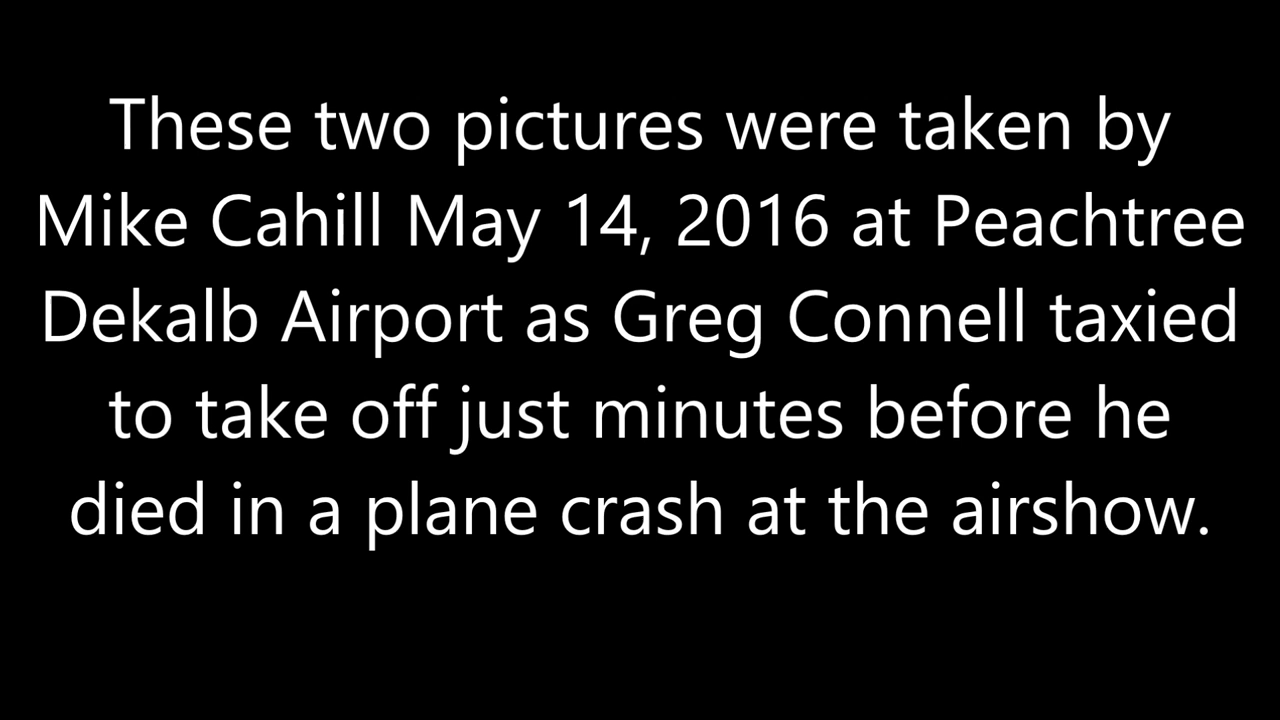 These two pictures were taken by
Mike Cahill May 14, 2016 at Peachtree
Dekalb Airport as Greg Connell taxied
to take off just minutes before he
died in a plane crash at the airshow.